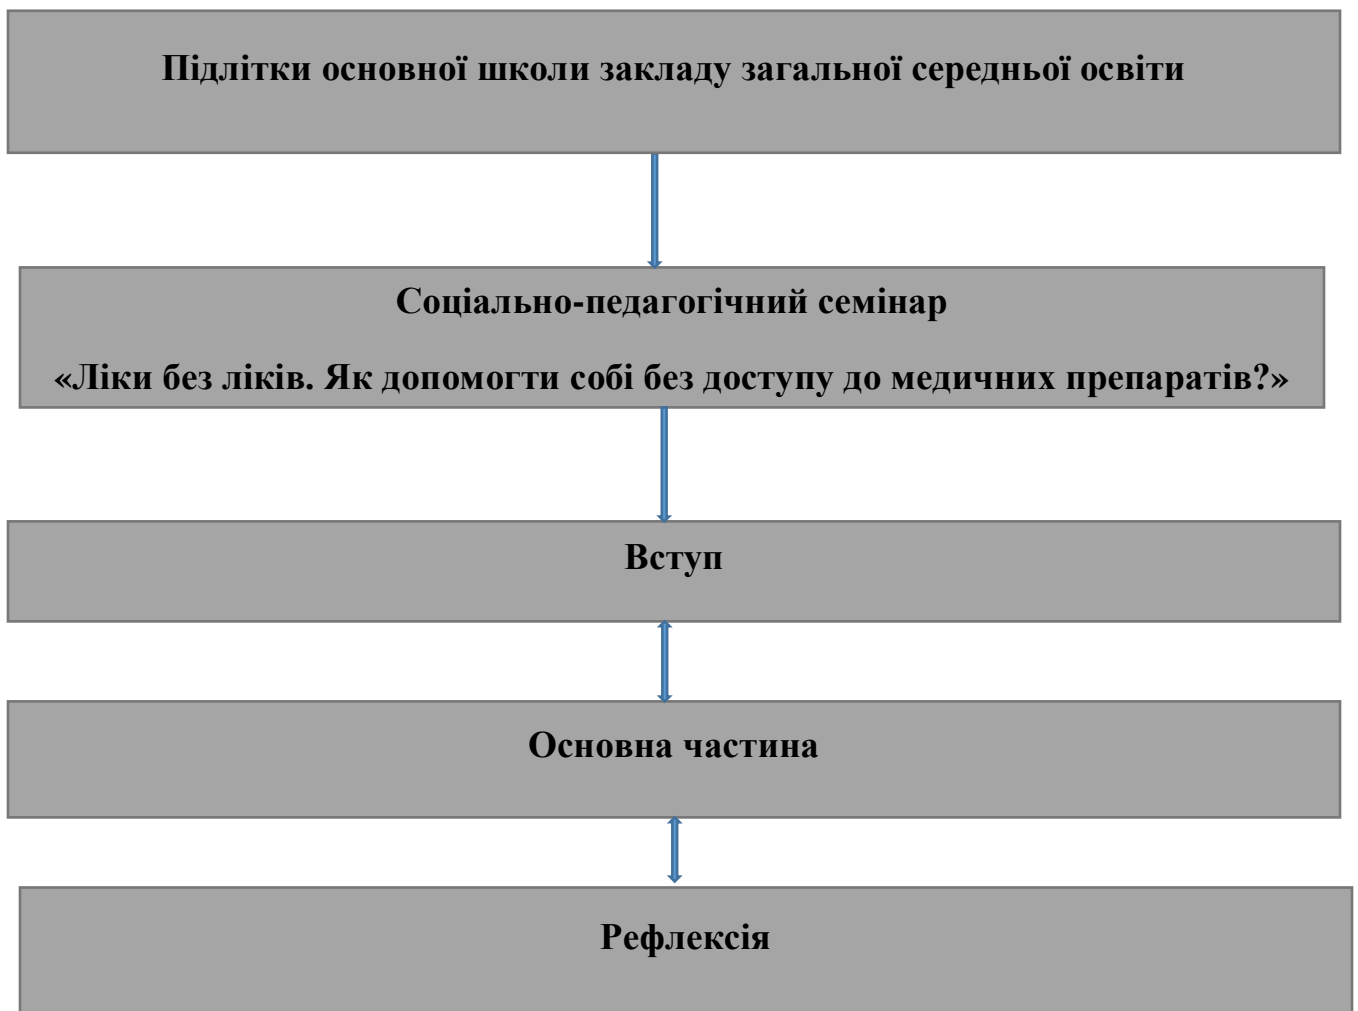 Підлітки основної школи закладу загальної середньої освіти
Соціально-педагогічний семінар
«Ліки без ліків. Як допомогти собі без доступу до медичних препаратів?»
Вступ
Основна частина
Рефлексія